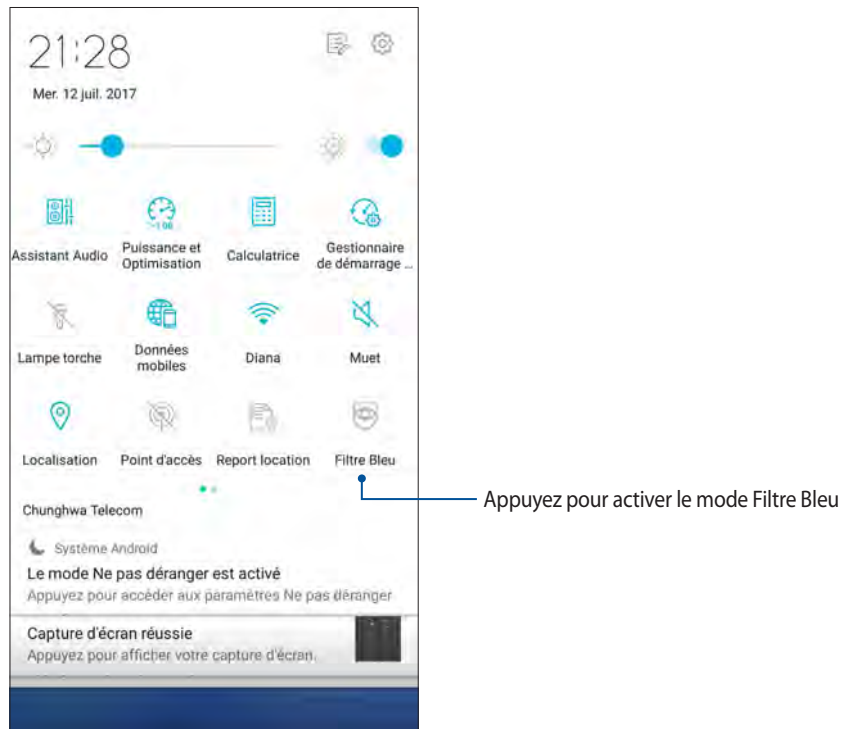 21:28
Mer. 12 juil. 2017
Assistant Audio
Puissance et
Optimisation
Calculatrice
Gestionnaire
de démarrage ...
Lampe torche
Données
mobiles
Diana
Muet
Localisation
Point d'accès
Report location
Filtre Bleu
Appuyez pour activer le mode Filtre Bleu
Chunghwa Telecom
Système Android
Le mode Ne pas déranger est activé
Appuyez pour accéder aux paramètres Ne pas déranger
Capture d'écran réussie
Appuyez pour afficher votre capture d'écran.